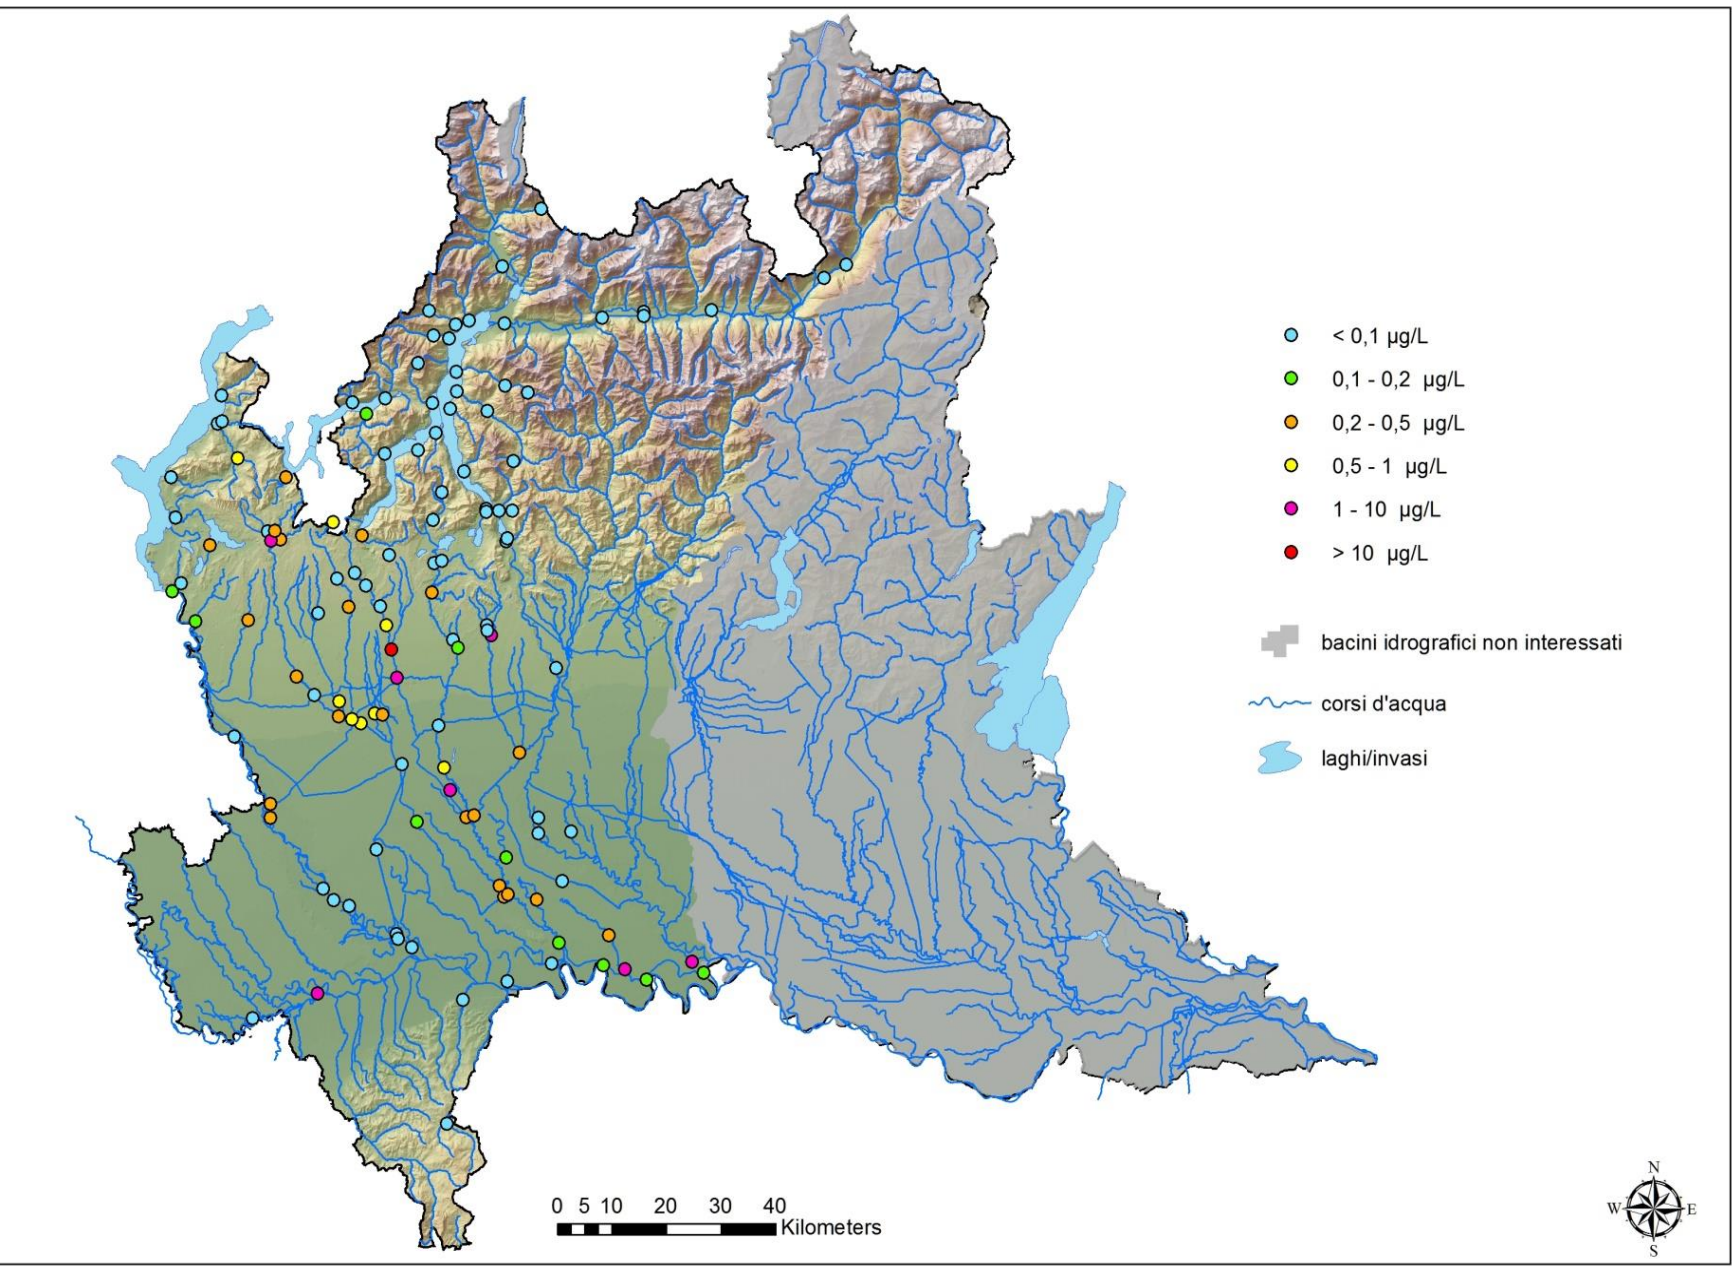 < 0,1 µg/L
0,1 - 0,2 µg/L
0,2 - 0,5 µg/L
0,5 - 1 µg/L
1 - 10 µg/L
> 10 µg/L
bacini idrografici non interessati
corsi d'acqua
laghi/invasi
0 5 10 20 30 40
Kilometers
N
W E
S